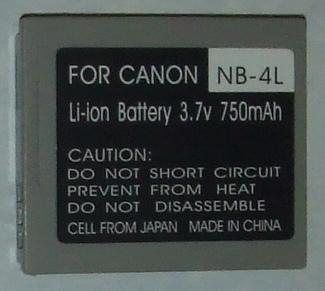 FOR CANON NB-4L
Li-ion Battery 3.7v 750mAh
CAUTION:
DO NOT SHORT CIRCUIT
PREVENT FROM HEAT
DO NOT DISASSEMBLE
CELL FROM JAPAN MADE IN CHINA